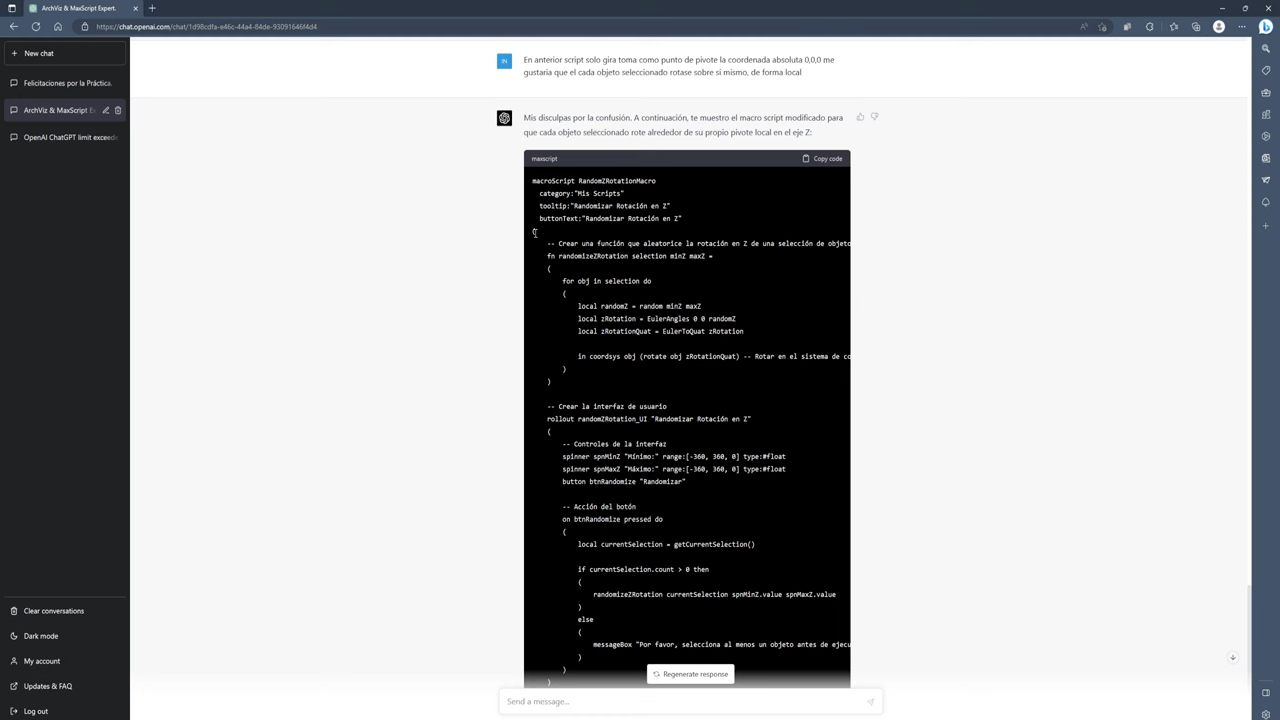 ArchViz & MaxScript Expert.
https://chat.openai.com/chat/1d98cdfa-e46c-44a4-84de-93091646f4d4
New chat
elicitaciones por la Práctica.
ArchViz & MaxScript E
OpenAI ChatGPT limit exceede
Clear conversations
Dark mode
My account
Updates & FAQ
Log out
IN
En anterior script solo gira toma como punto de pivote la coordenada absoluta 0,0,0 me
gustaria que el cada objeto seleccionado rotase sobre si mismo, de forma local
Mis disculpas por la confusión. A continuación, te muestro el macro script modificado para
que cada objeto seleccionado rote alrededor de su propio pivote local en el eje Z:
maxscript Copy code
macroScript RandomZRotationMacro
category:"Mis Scripts"
tooltip:"Randomizar Rotación en Z"
buttonText:"Randomizar Rotación en Z"
(
-- Crear una función que aleatorice la rotación en Z de una selección de objeto
fn randomizeZRotation selection minZ maxZ =
(
for obj in selection do
(
local randomZ = random minZ maxZ
local zRotation = EulerAngles 0 0 randomZ
local zRotationQuat = EulerToQuat zRotation
in coordsys obj (rotate obj zRotationQuat) -- Rotar en el sistema de co
)
)
-- Crear la interfaz de usuario
rollout randomZRotation_UI "Randomizar Rotación en Z"
(
-- Controles de la interfaz
spinner spnMinZ "Mínimo:" range:[-360, 360, 0] type:#float
spinner spnMaxZ "Máximo:" range:[-360, 360, 0] type:#float
button btnRandomize "Randomizar"
-- Acción del botón
on btnRandomize pressed do
(
local currentSelection = getCurrentSelection()
if currentSelection.count > 0 then
(
randomizeZRotation currentSelection spnMinZ.value spnMaxZ.value
)
else
(
messageBox "Por favor, selecciona al menos un objeto antes de ejecu
)
)
)
Regenerate response
Send a message...